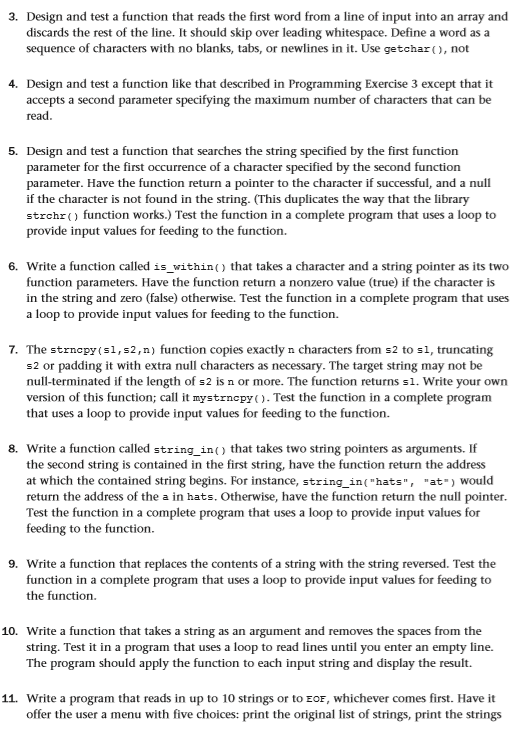 3. Design and test a function that reads the first word from a line of input into an array and
discards the rest of the line. It should skip over leading whitespace. Define a word as a
sequence of characters with no blanks, tabs, or newlines in it. Use getchar(), not
4. Design and test a function like that described in Programming Exercise 3 except that it
accepts a second parameter specifying the maximum number of characters that can be
read.
5. Design and test a function that searches the string specified by the first function
parameter for the first occurrence of a character specified by the second function
parameter. Have the function return a pointer to the character if successful, and a null
if the character is not found in the string. (This duplicates the way that the library
strchr() function works.) Test the function in a complete program that uses a loop to
provide input values for feeding to the function.
6. Write a function called is_within() that takes a character and a string pointer as its two
function parameters. Have the function return a nonzero value (true) if the character is
in the string and zero (false) otherwise. Test the function in a complete program that uses
a loop to provide input values for feeding to the function.
7. The strncpy(s1,s2,n) function copies exactly n characters from s2 to s1, truncating
s2 or padding it with extra null characters as necessary. The target string may not be
null-terminated if the length of s2 is n or more. The function returns s1. Write your own
version of this function; call it mystrncpy(). Test the function in a complete program
that uses a loop to provide input values for feeding to the function.
8. Write a function called string_in() that takes two string pointers as arguments. If
the second string is contained in the first string, have the function return the address
at which the contained string begins. For instance, string_in("hats", "at") would
return the address of the a in hats. Otherwise, have the function return the null pointer.
Test the function in a complete program that uses a loop to provide input values for
feeding to the function.
9. Write a function that replaces the contents of a string with the string reversed. Test the
function in a complete program that uses a loop to provide input values for feeding to
the function.
10. Write a function that takes a string as an argument and removes the spaces from the
string. Test it in a program that uses a loop to read lines until you enter an empty line.
The program should apply the function to each input string and display the result.
11. Write a program that reads in up to 10 strings or to EOF, whichever comes first. Have it
offer the user a menu with five choices: print the original list of strings, print the strings